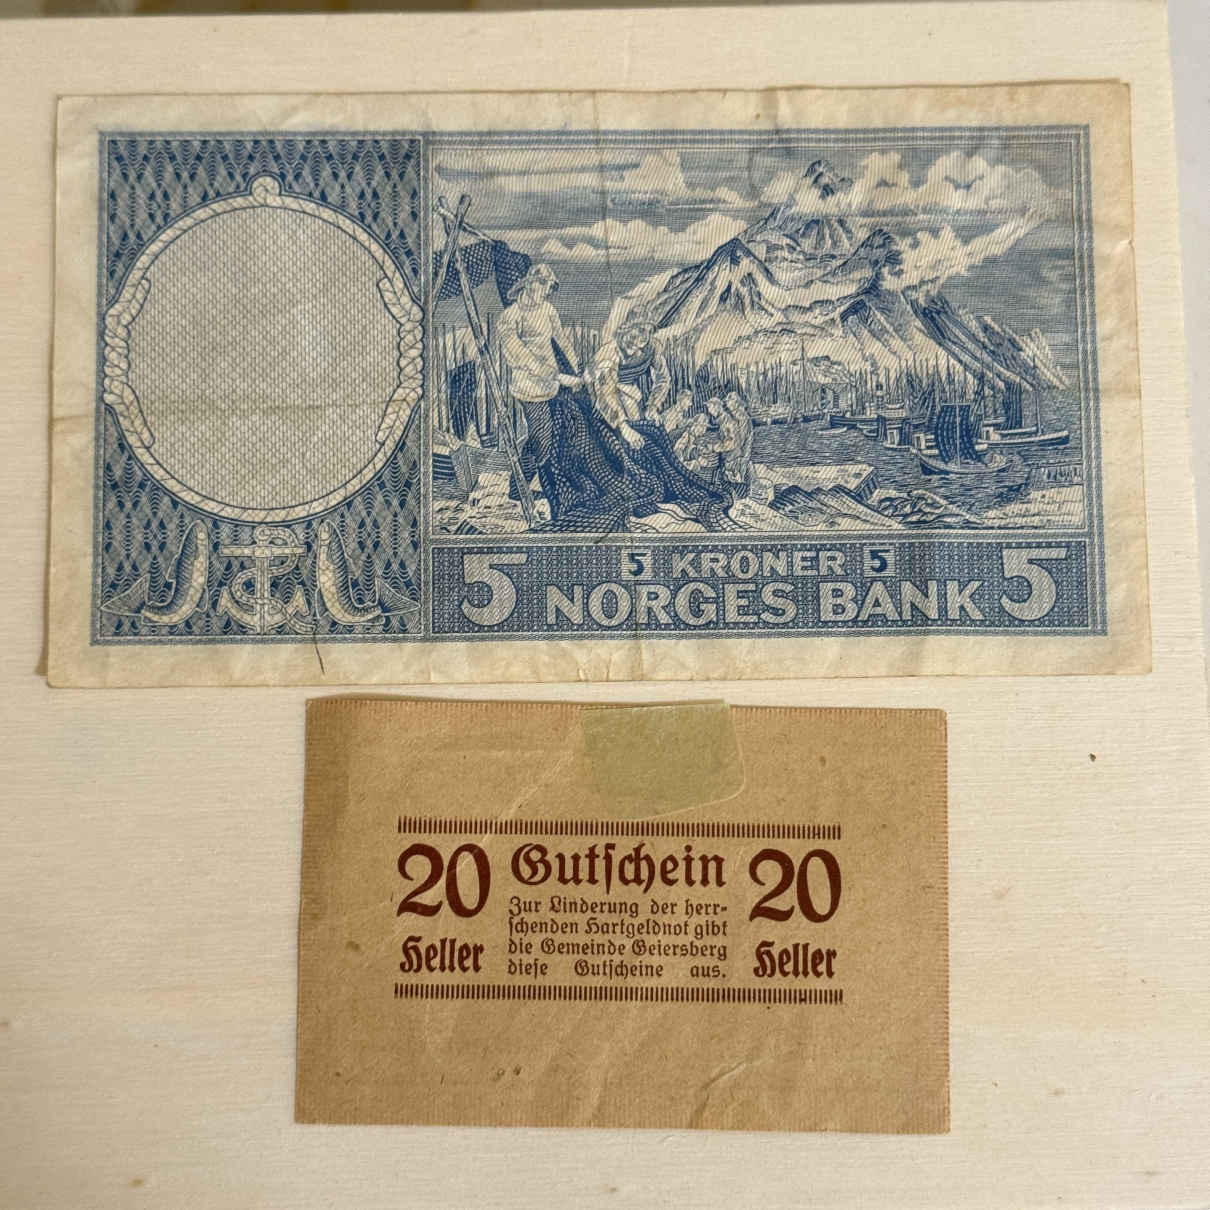 5 5 KRONER 5 5
NORGES BANK
20 Gutſchein 20
Zur Linderung der herr-
ſchenden Hartgeldnot gibt
Heller die Gemeinde Geiersberg Heller
dieſe Gutſcheine aus.